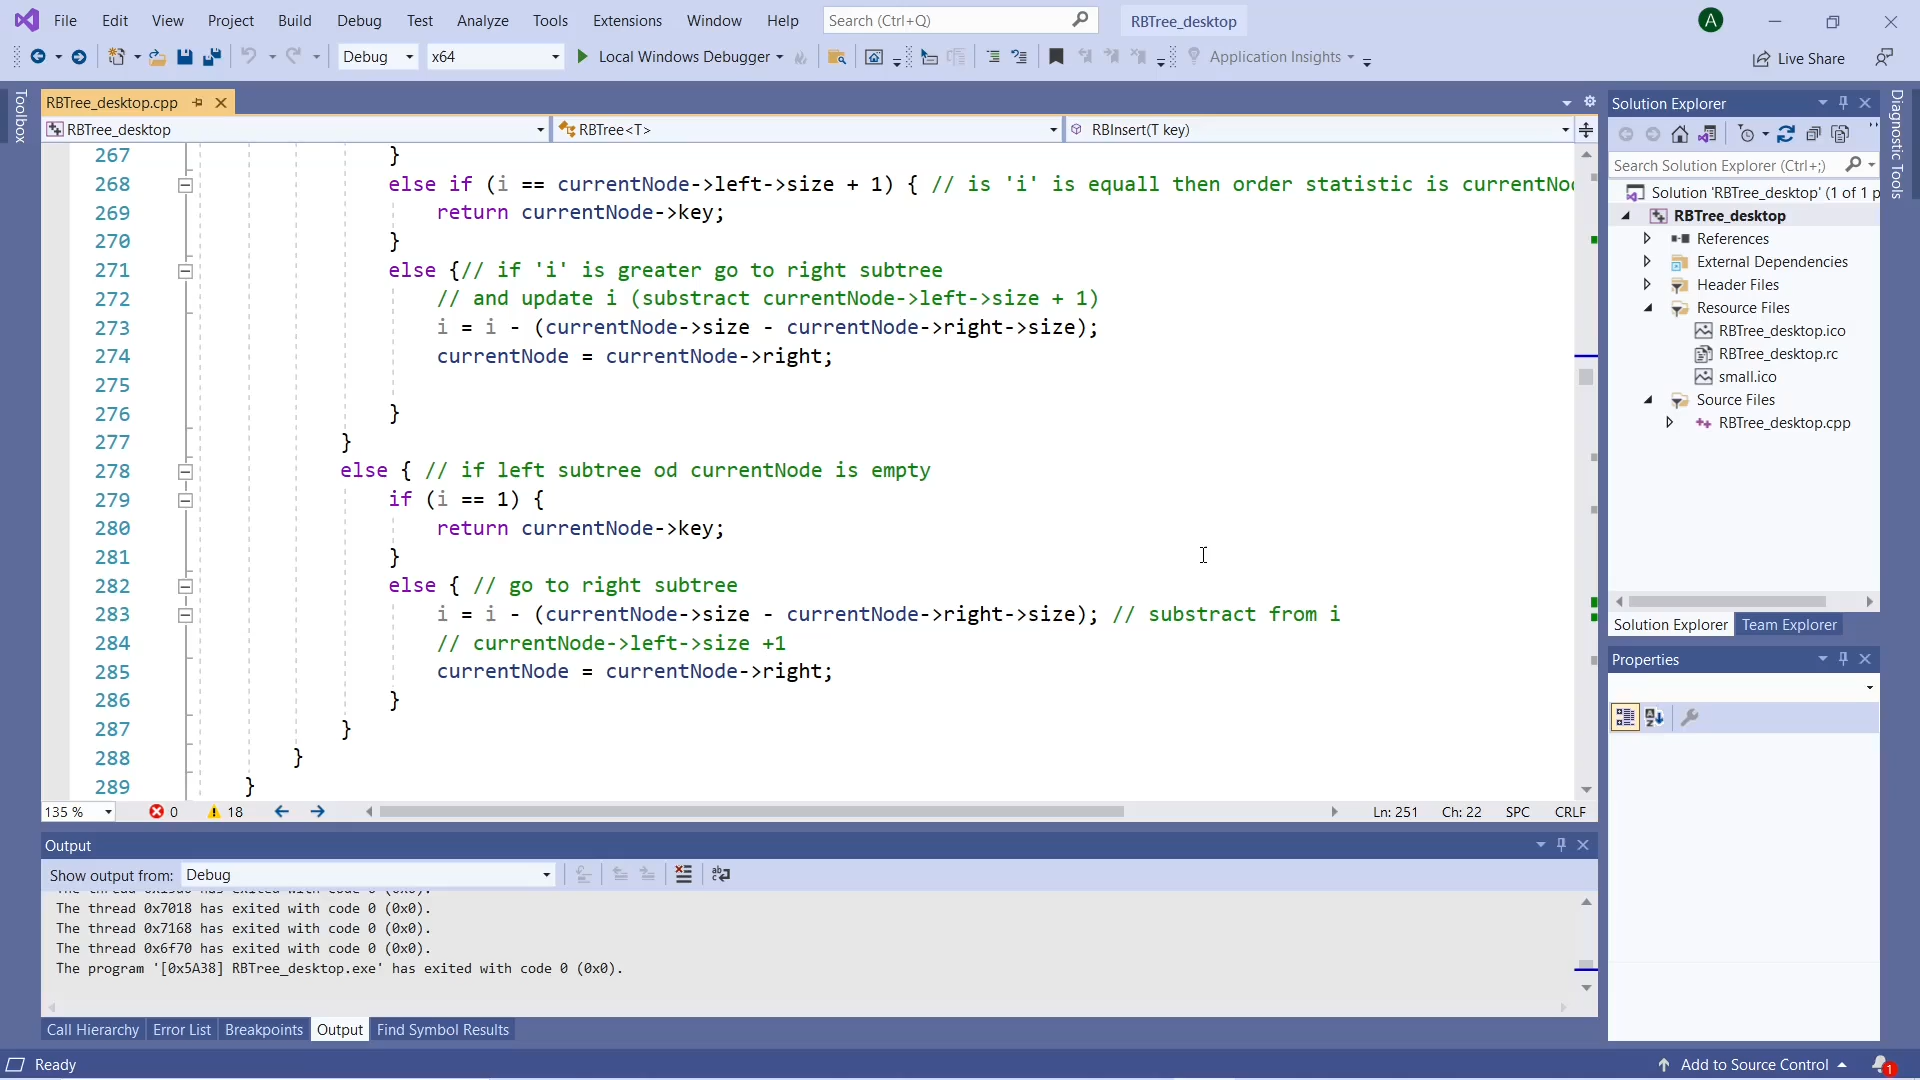 File Edit View Project Build Debug Test Analyze Tools Extensions Window Help Search (Ctrl+Q) RBTree_desktop A
Debug x64 Local Windows Debugger Application Insights Live Share
Toolbox
RBTree_desktop.cpp
RBTree_desktop RBTree<T> RBInsert(T key)
267 }
268 else if (i == currentNode->left->size + 1) { // is 'i' is equall then order statistic is currentNo
269 return currentNode->key;
270 }
271 else {// if 'i' is greater go to right subtree
272 // and update i (substract currentNode->left->size + 1)
273 i = i - (currentNode->size - currentNode->right->size);
274 currentNode = currentNode->right;
275
276 }
277 }
278 else { // if left subtree od currentNode is empty
279 if (i == 1) {
280 return currentNode->key;
281 }
282 else { // go to right subtree
283 i = i - (currentNode->size - currentNode->right->size); // substract from i
284 // currentNode->left->size +1
285 currentNode = currentNode->right;
286 }
287 }
288 }
289 }
135 % 0 18 Ln: 251 Ch: 22 SPC CRLF
Output
Show output from: Debug
The thread 0x7018 has exited with code 0 (0x0).
The thread 0x7168 has exited with code 0 (0x0).
The thread 0x6f70 has exited with code 0 (0x0).
The program '[0x5A38] RBTree_desktop.exe' has exited with code 0 (0x0).
Call Hierarchy Error List Breakpoints Output Find Symbol Results
Ready Add to Source Control 1
Solution Explorer
Search Solution Explorer (Ctrl+;)
Solution 'RBTree_desktop' (1 of 1 p
RBTree_desktop
References
External Dependencies
Header Files
Resource Files
RBTree_desktop.ico
RBTree_desktop.rc
small.ico
Source Files
RBTree_desktop.cpp
Solution Explorer Team Explorer
Properties
Diagnostic Tools